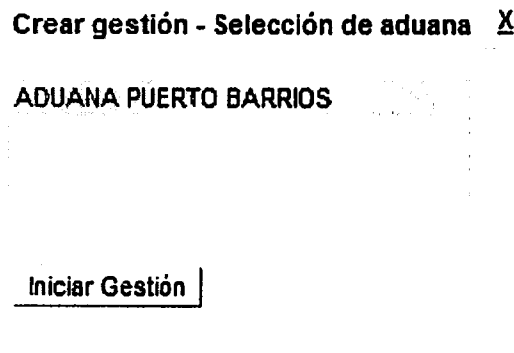 Crear gestión - Selección de aduana X
ADUANA PUERTO BARRIOS
Iniciar Gestión